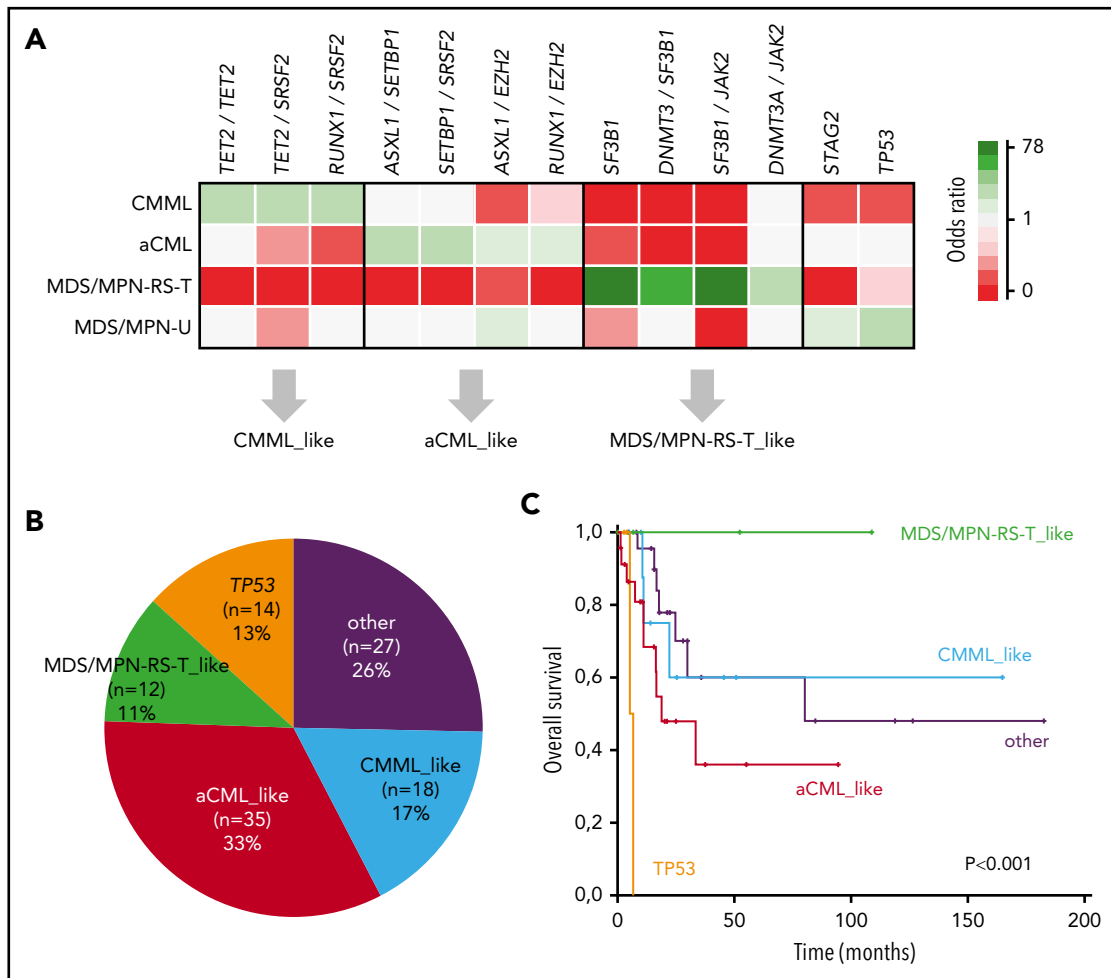 A
TET2 / TET2
TET2 / SRSF2
RUNX1 / SRSF2
ASXL1 / SETBP1
SETBP1 / SRSF2
ASXL1 / EZH2
RUNX1 / EZH2
SF3B1
DNMT3 / SF3B1
SF3B1 / JAK2
DNMT3A / JAK2
STAG2
TP53
CMML
aCML
MDS/MPN-RS-T
MDS/MPN-U
78
1
0
Odds ratio
CMML_like
aCML_like
MDS/MPN-RS-T_like
B
TP53
(n=14)
13%
other
(n=27)
26%
MDS/MPN-RS-T_like
(n=12)
11%
CMML_like
(n=18)
17%
aCML_like
(n=35)
33%
C
1,0
0,8
0,6
0,4
0,2
0,0
Overall survival
MDS/MPN-RS-T_like
CMML_like
other
aCML_like
TP53
P<0.001
0
50
100
150
200
Time (months)